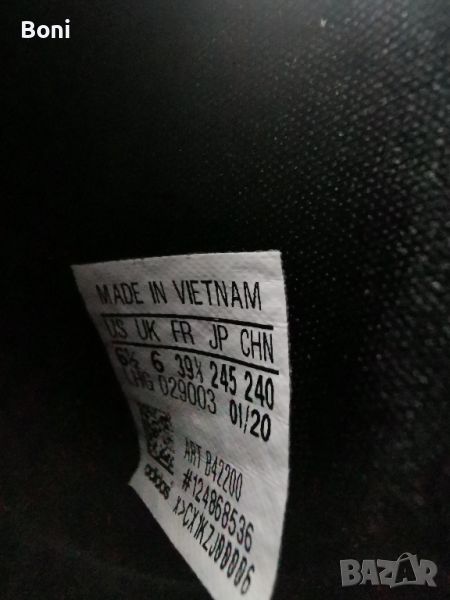 Boni
MADE IN VIETNAM
US UK FR JP CHN
6½ 6 39⅓ 245 240
LHG 029003 01/20
ART B42200
#124868536
adidas
BAZAR